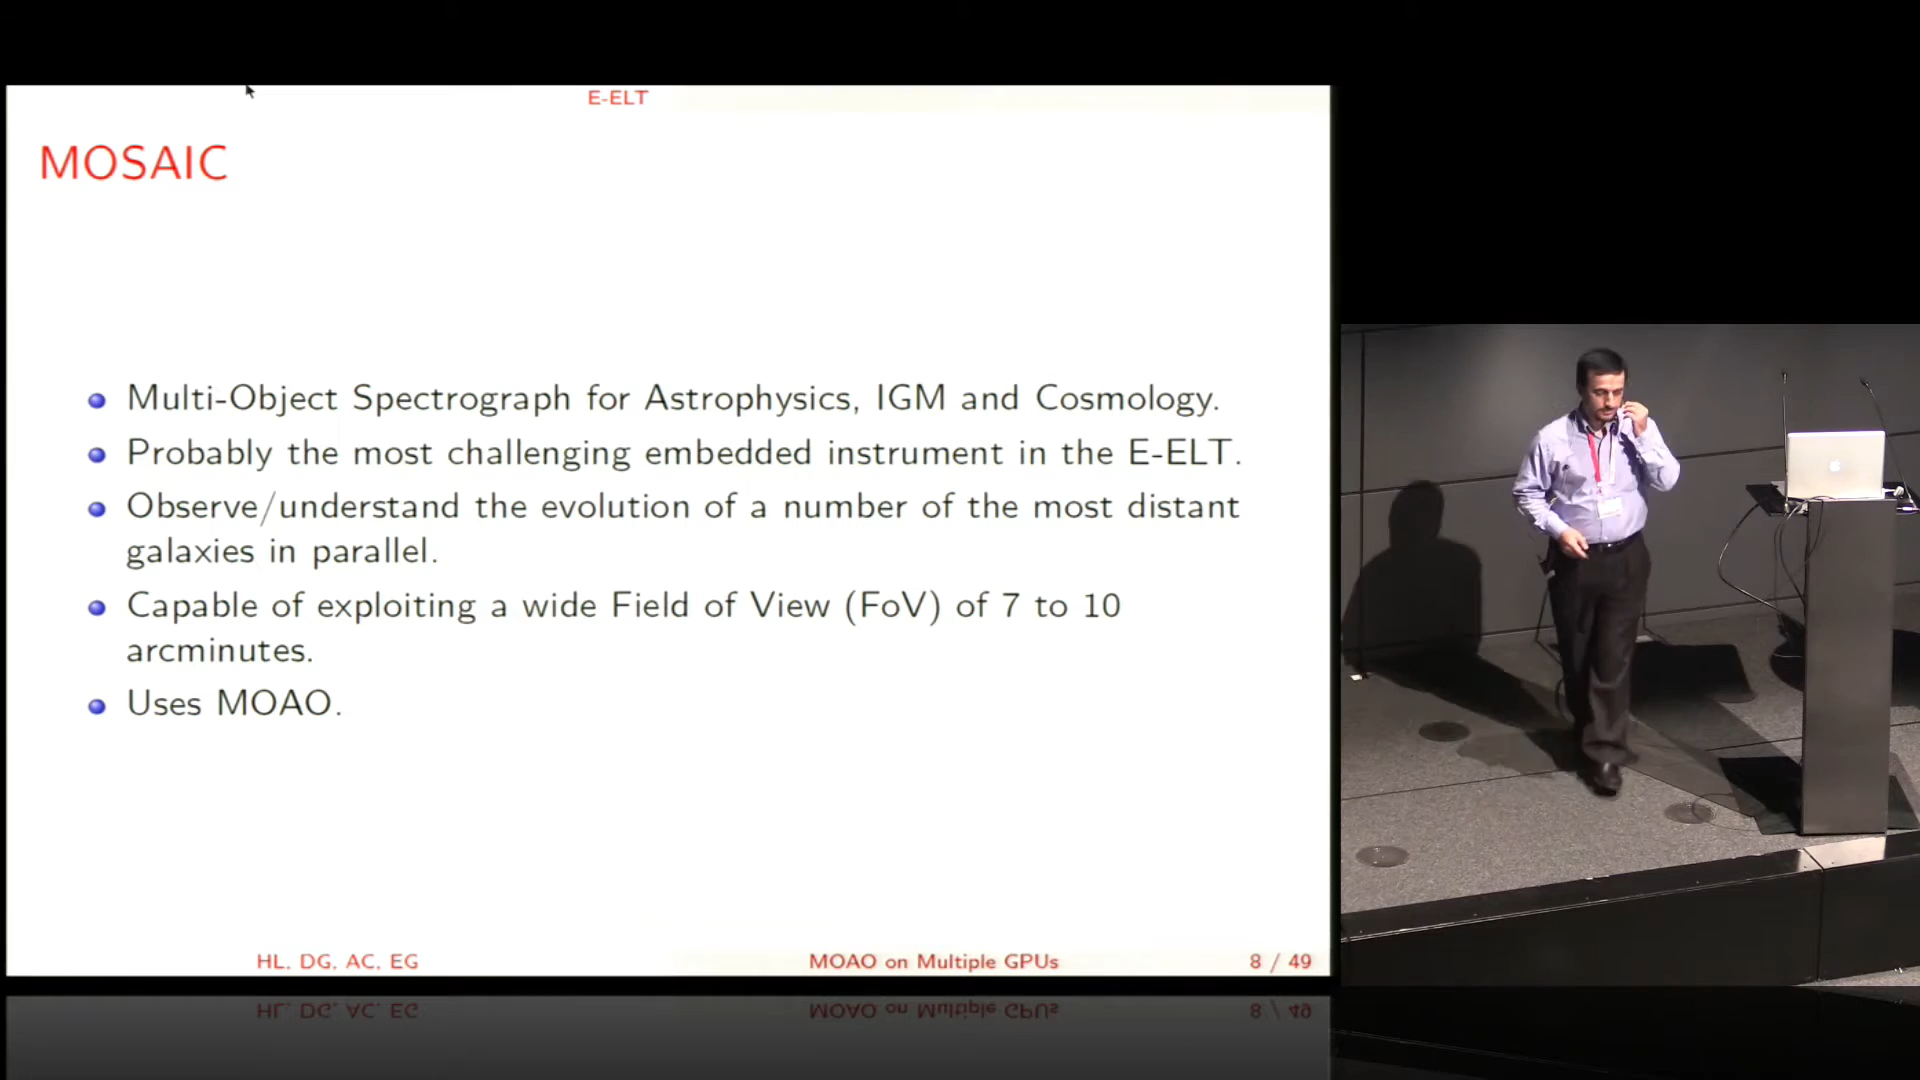 E-ELT
MOSAIC
Multi-Object Spectrograph for Astrophysics, IGM and Cosmology.
Probably the most challenging embedded instrument in the E-ELT.
Observe/understand the evolution of a number of the most distant
galaxies in parallel.
Capable of exploiting a wide Field of View (FoV) of 7 to 10
arcminutes.
Uses MOAO.
HL, DG, AC, EG MOAO on Multiple GPUs 8 / 49